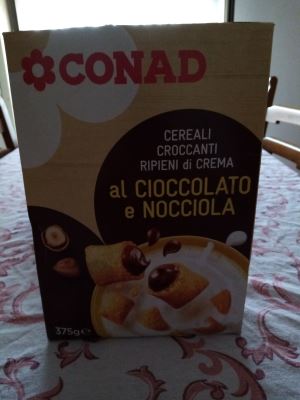 CONAD
CEREALI
CROCCANTI
RIPIENI di CREMA
al CIOCCOLATO
e NOCCIOLA
375g e